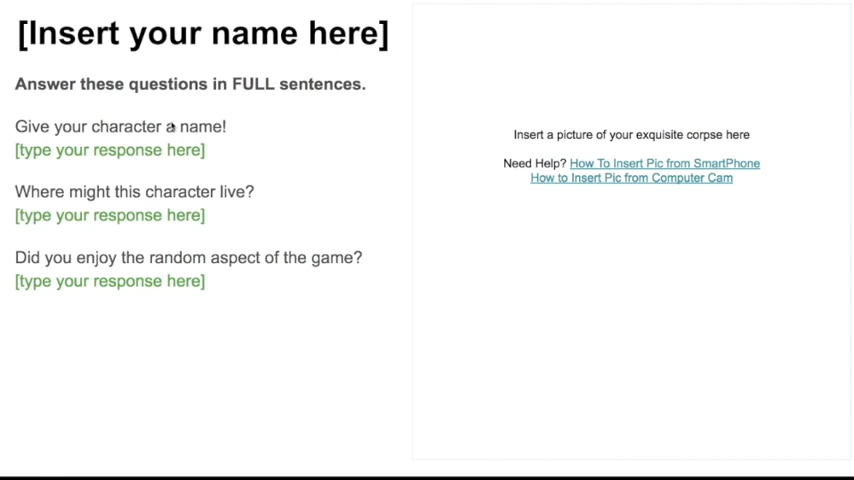 [Insert your name here]
Answer these questions in FULL sentences.
Give your character a name!
[type your response here]
Where might this character live?
[type your response here]
Did you enjoy the random aspect of the game?
[type your response here]
Insert a picture of your exquisite corpse here
Need Help? How To Insert Pic from SmartPhone
How to Insert Pic from Computer Cam